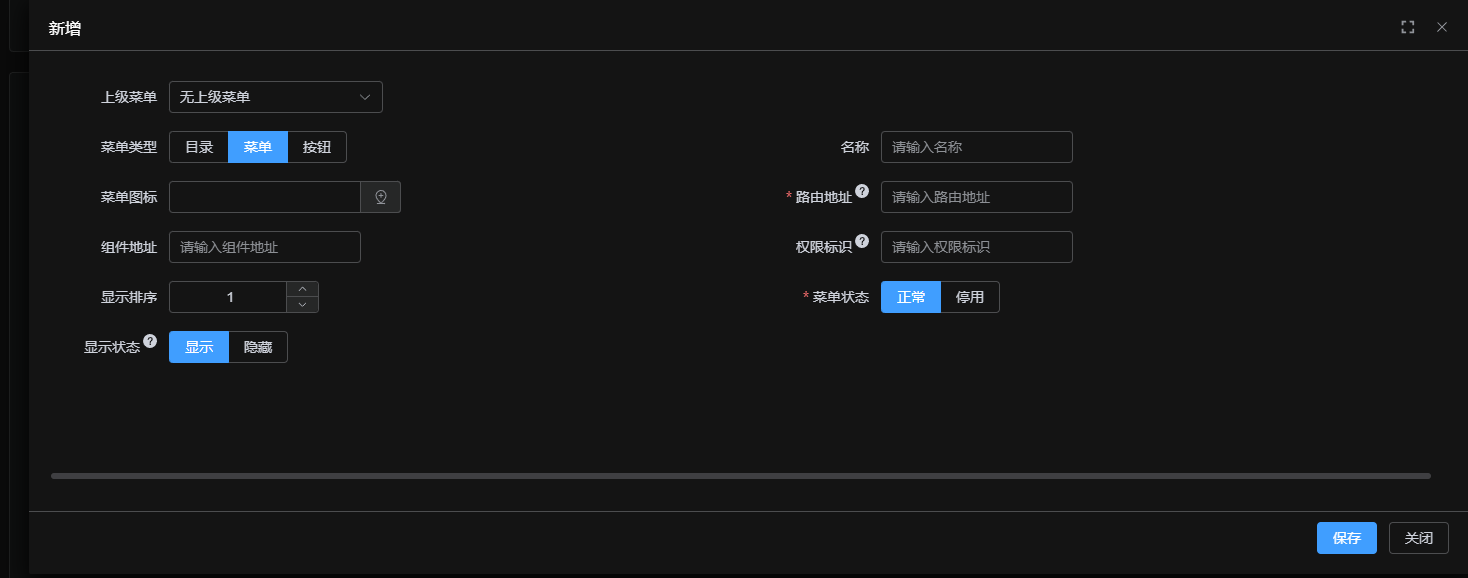 新增
上级菜单 无上级菜单
菜单类型 目录 菜单 按钮 名称 请输入名称
菜单图标 * 路由地址 ? 请输入路由地址
组件地址 请输入组件地址 权限标识 ? 请输入权限标识
显示排序 1 * 菜单状态 正常 停用
显示状态 ? 显示 隐藏
保存 关闭